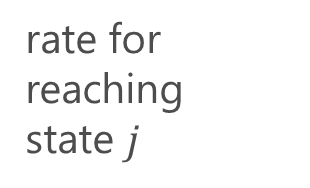 rate for
reaching
state j